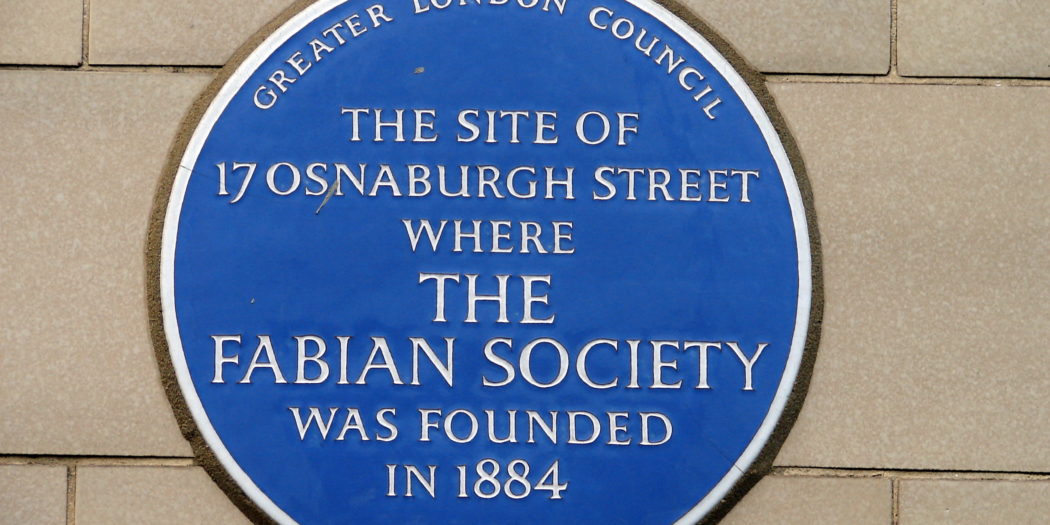 GREATER LONDON COUNCIL
THE SITE OF
17 OSNABURGH STREET
WHERE
THE
FABIAN SOCIETY
WAS FOUNDED
IN 1884